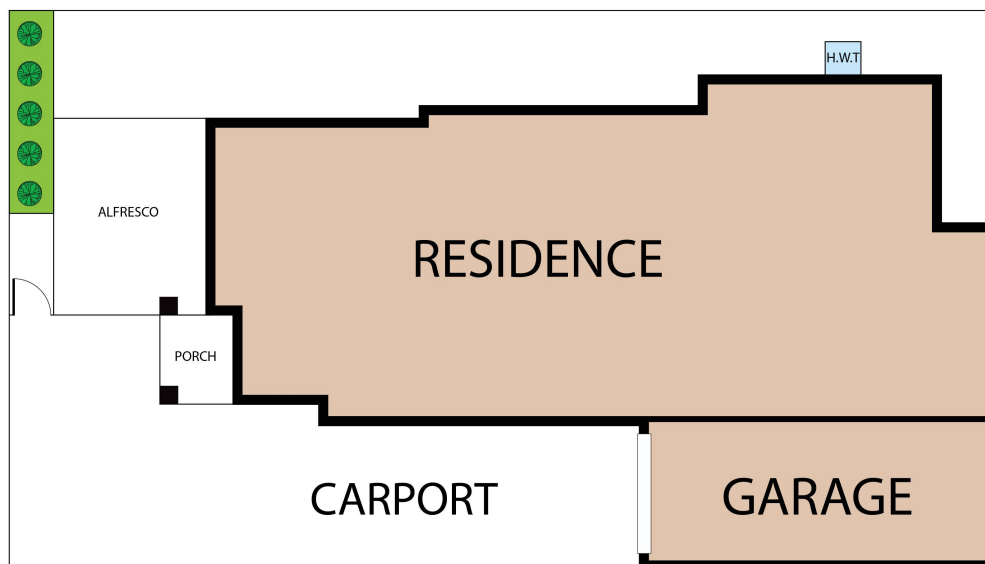 H.W.T
ALFRESCO
RESIDENCE
PORCH
CARPORT
GARAGE